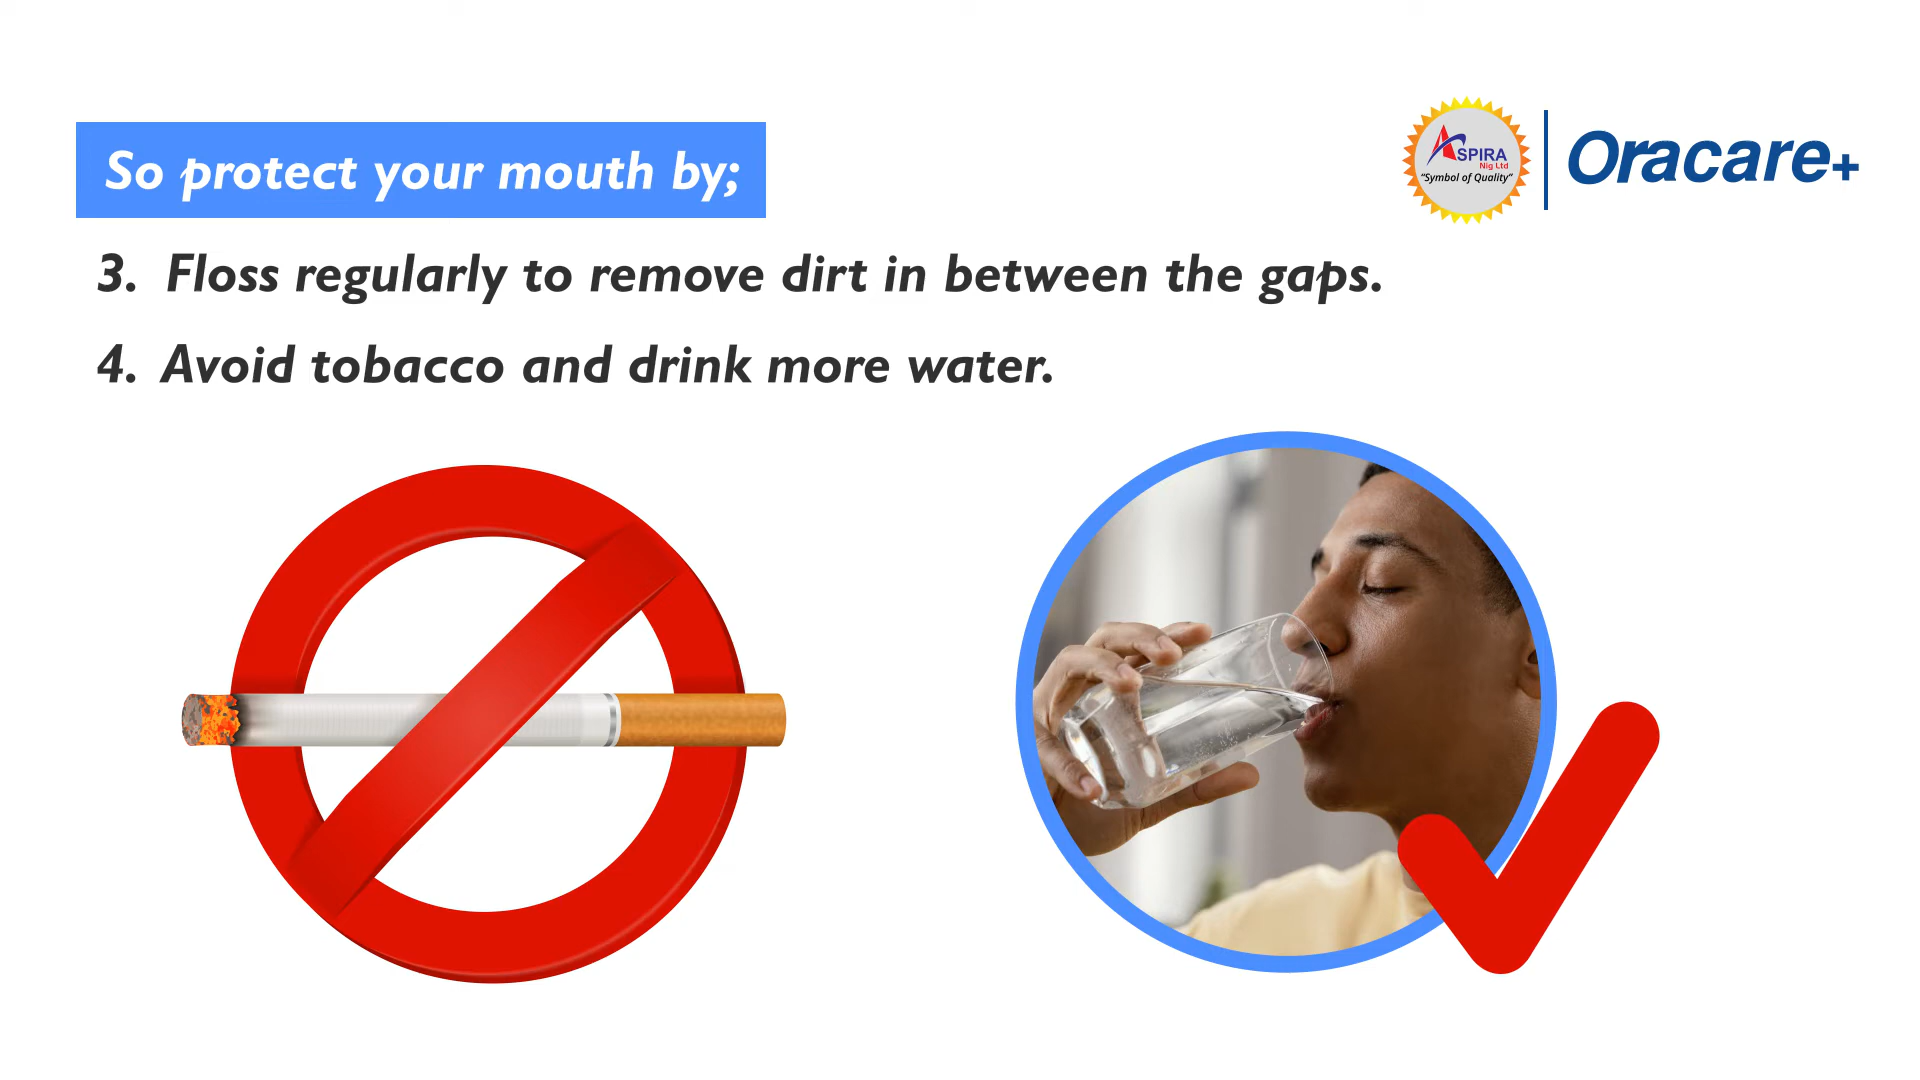 So protect your mouth by;
ASPIRA
Nig Ltd
“Symbol of Quality”
Oracare+
3. Floss regularly to remove dirt in between the gaps.
4. Avoid tobacco and drink more water.